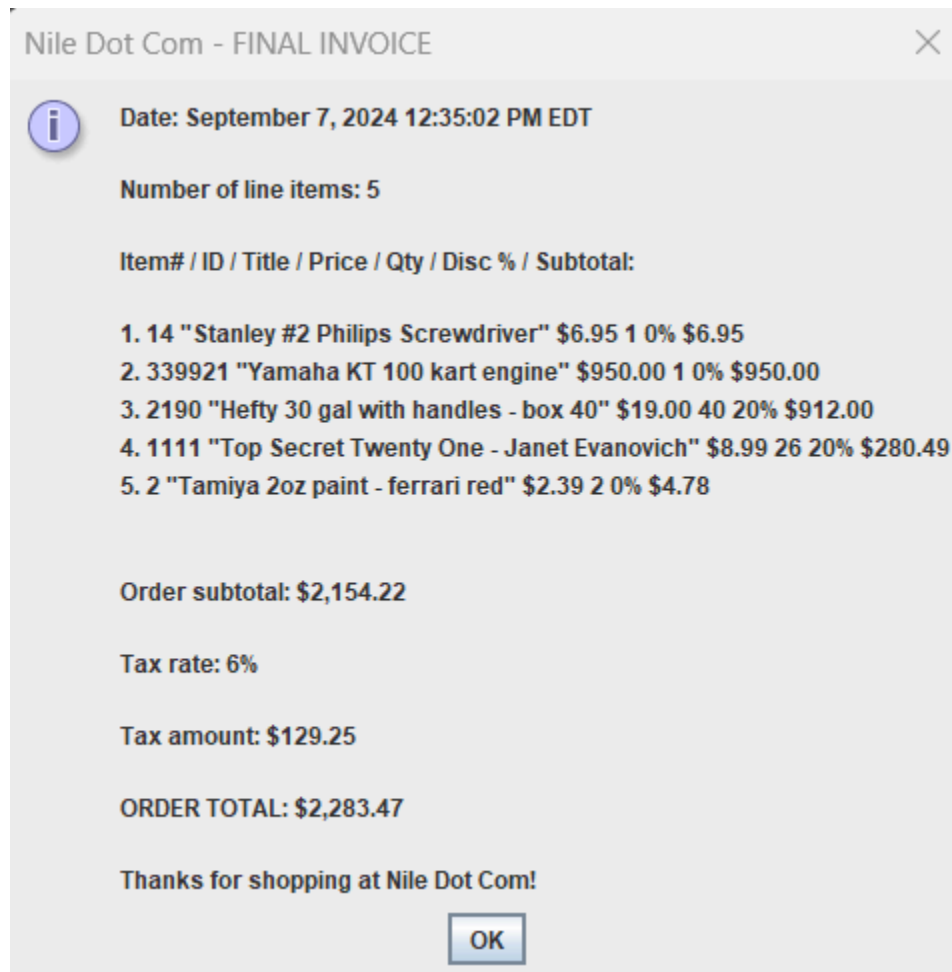 Nile Dot Com - FINAL INVOICE
Date: September 7, 2024 12:35:02 PM EDT
Number of line items: 5
Item# / ID / Title / Price / Qty / Disc % / Subtotal:
1. 14 "Stanley #2 Philips Screwdriver" $6.95 1 0% $6.95
2. 339921 "Yamaha KT 100 kart engine" $950.00 1 0% $950.00
3. 2190 "Hefty 30 gal with handles - box 40" $19.00 40 20% $912.00
4. 1111 "Top Secret Twenty One - Janet Evanovich" $8.99 26 20% $280.49
5. 2 "Tamiya 2oz paint - ferrari red" $2.39 2 0% $4.78
Order subtotal: $2,154.22
Tax rate: 6%
Tax amount: $129.25
ORDER TOTAL: $2,283.47
Thanks for shopping at Nile Dot Com!
OK